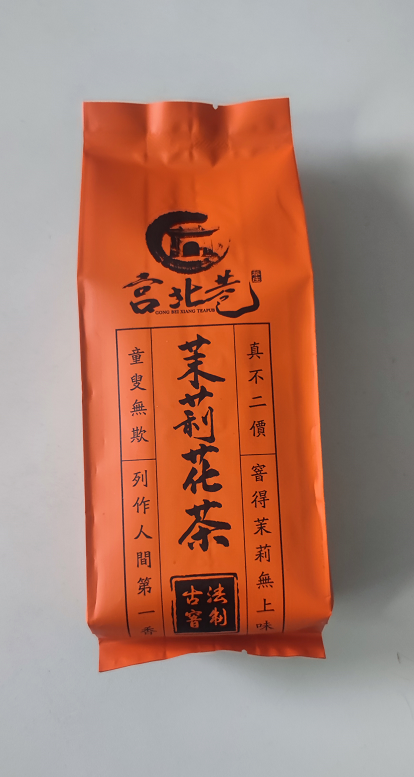 宫北巷
GONG BEI XIANG TEAPUB
茉莉花茶
真不二價
窨得茉莉無上味
童叟無欺
列作人間第一香
古窨
法制